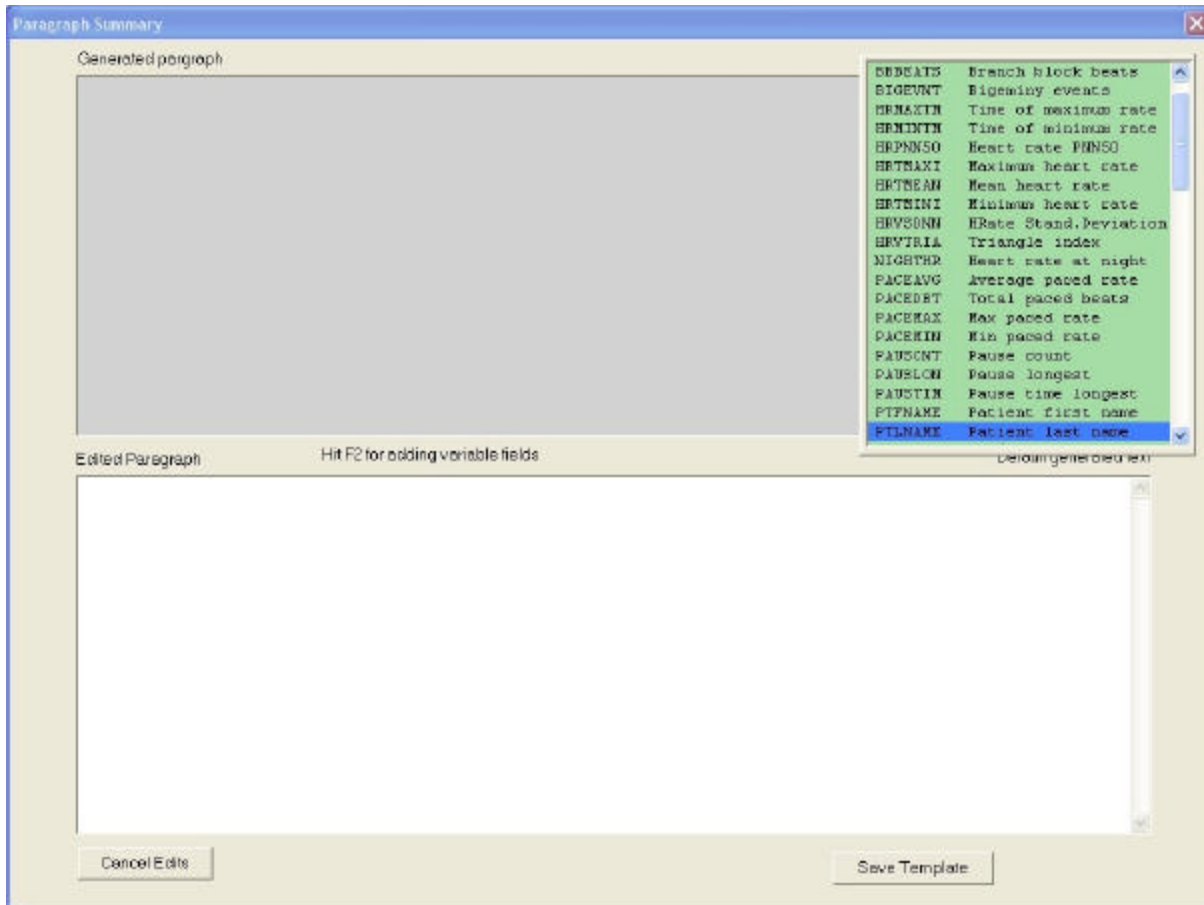 Paragraph Summary
Generated pargraph
BBBEATS Branch block beats
BIGEVNT Bigeminy events
HRMAXTM Time of maximum rate
HRMINTM Time of minimum rate
HRPNN50 Heart rate PNN50
HRTMAXI Maximum heart rate
HRTMEAN Mean heart rate
HRTMINI Minimum heart rate
HRVSDNN HRate Stand.Deviation
HRVTRIA Triangle index
NIGHTHR Heart rate at night
PACEAVG Average paced rate
PACEDBT Total paced beats
PACEMAX Max paced rate
PACEMIN Min paced rate
PAUSCNT Pause count
PAUSLON Pause longest
PAUSTIM Pause time longest
PTFNAME Patient first name
PTLNAME Patient last name
Edited Paragraph Hit F2 for adding variable fields generated text
Cancel Edits Save Template